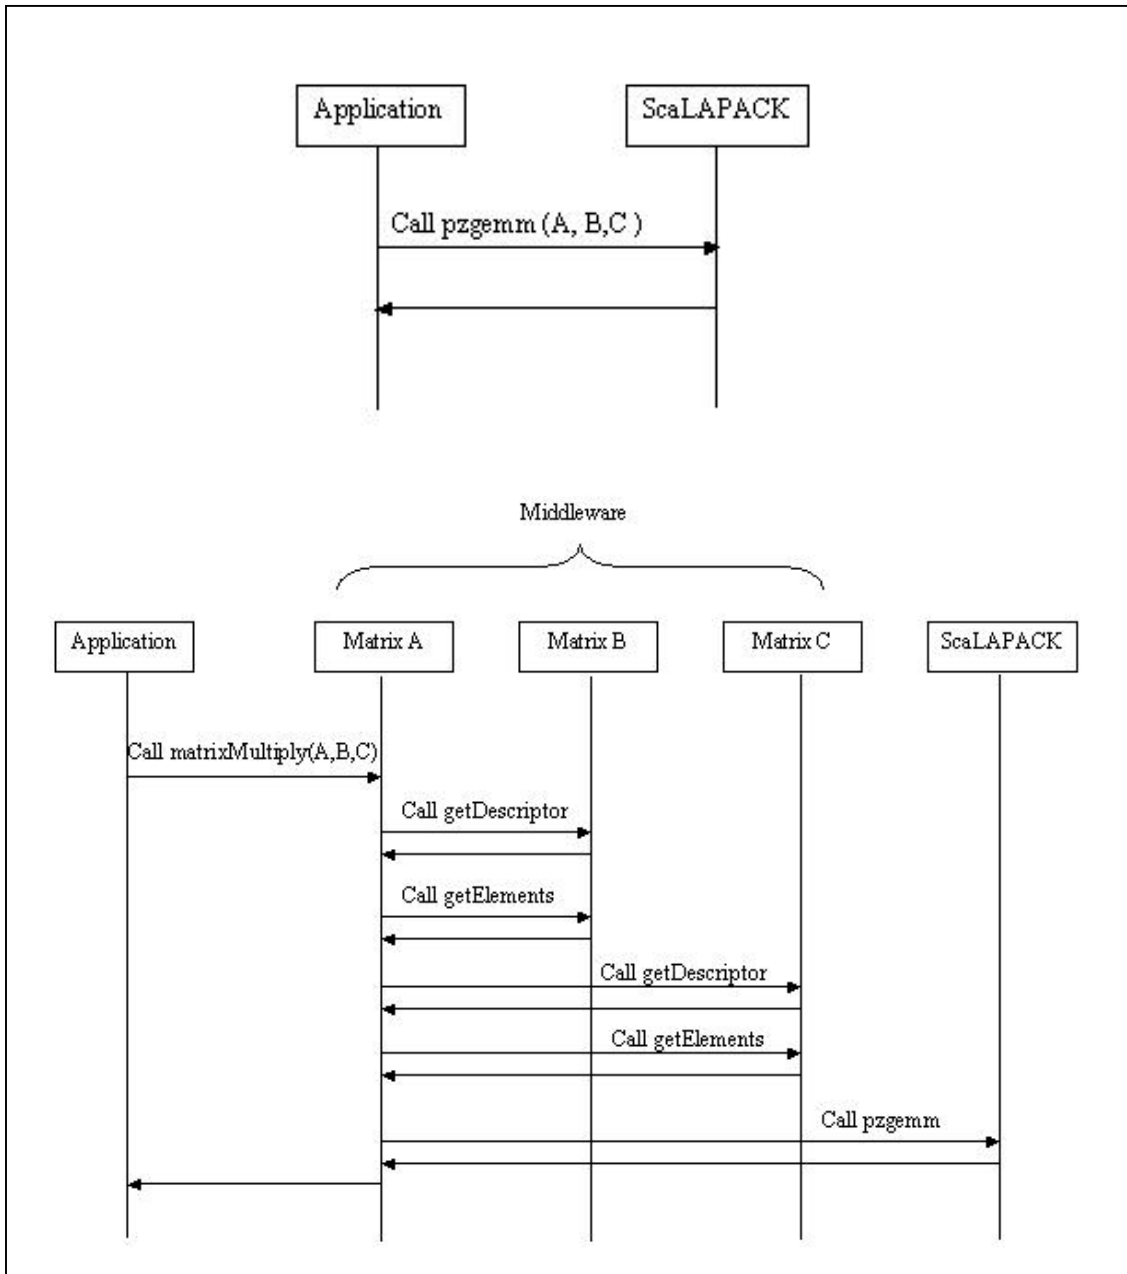 Application
ScaLAPACK
Call pzgemm (A, B,C )
Middleware
Application
Matrix A
Matrix B
Matrix C
ScaLAPACK
Call matrixMultiply(A,B,C)
Call getDescriptor
Call getElements
Call getDescriptor
Call getElements
Call pzgemm